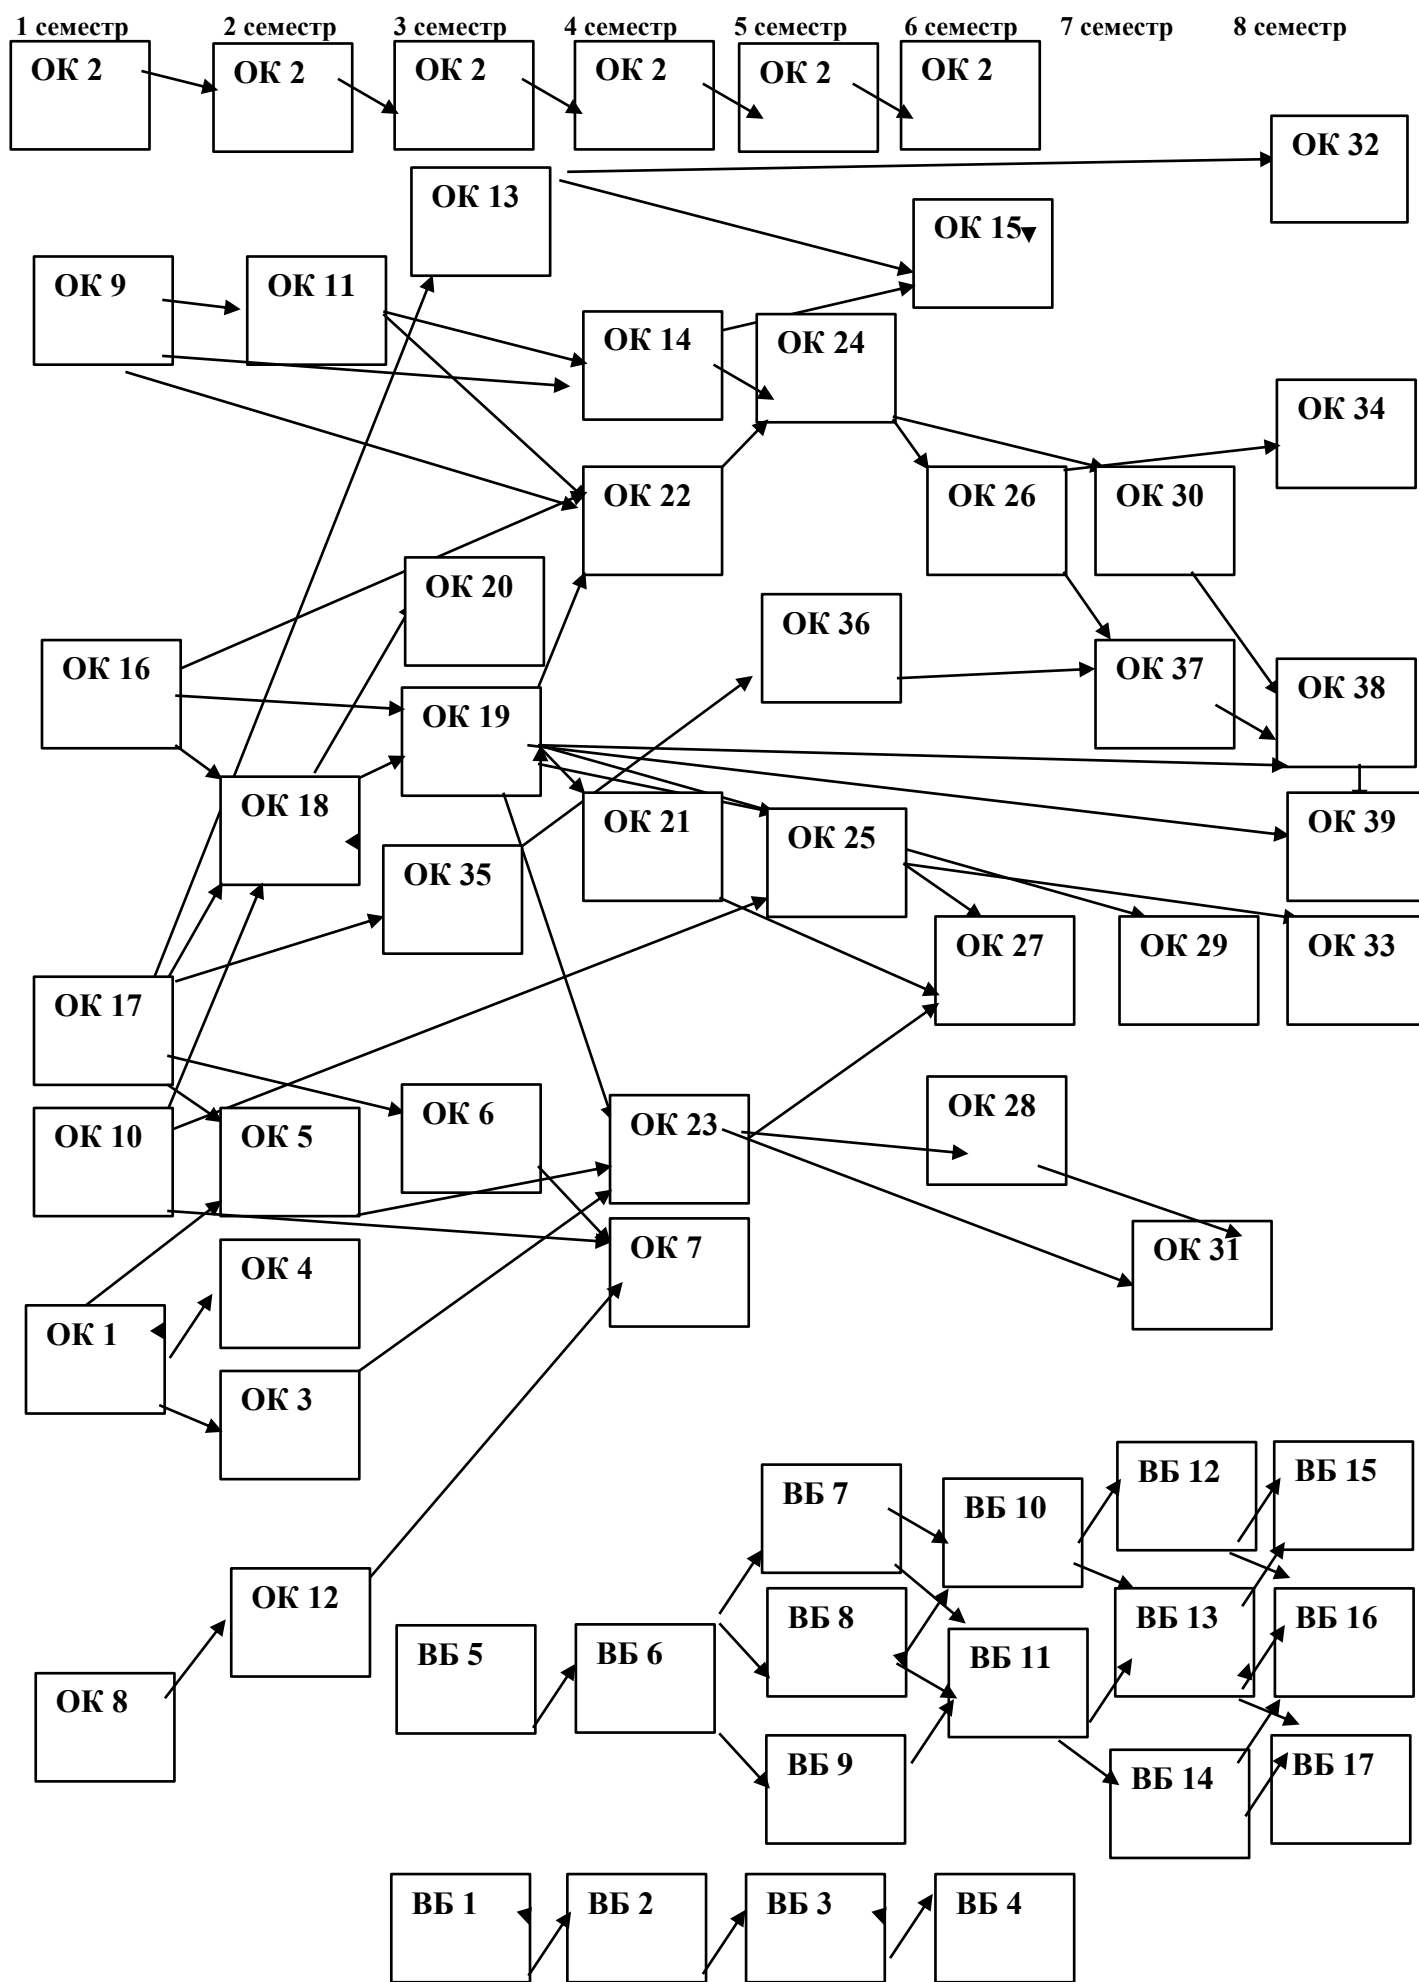 1 семестр 2 семестр 3 семестр 4 семестр 5 семестр 6 семестр 7 семестр 8 семестр
ОК 2 ОК 2 ОК 2 ОК 2 ОК 2 ОК 2
ОК 32
ОК 13
ОК 15
ОК 9 ОК 11
ОК 14 ОК 24
ОК 34
ОК 22 ОК 26 ОК 30
ОК 20
ОК 36
ОК 16 ОК 37 ОК 38
ОК 19
ОК 18 ОК 21 ОК 25 ОК 39
ОК 35
ОК 27 ОК 29 ОК 33
ОК 17
ОК 6 ОК 28
ОК 10 ОК 5 ОК 23
ОК 7 ОК 31
ОК 4
ОК 1
ОК 3
ВБ 12 ВБ 15
ВБ 7 ВБ 10
ОК 12 ВБ 8 ВБ 13 ВБ 16
ВБ 5 ВБ 6 ВБ 11
ОК 8
ВБ 9 ВБ 14 ВБ 17
ВБ 1 ВБ 2 ВБ 3 ВБ 4